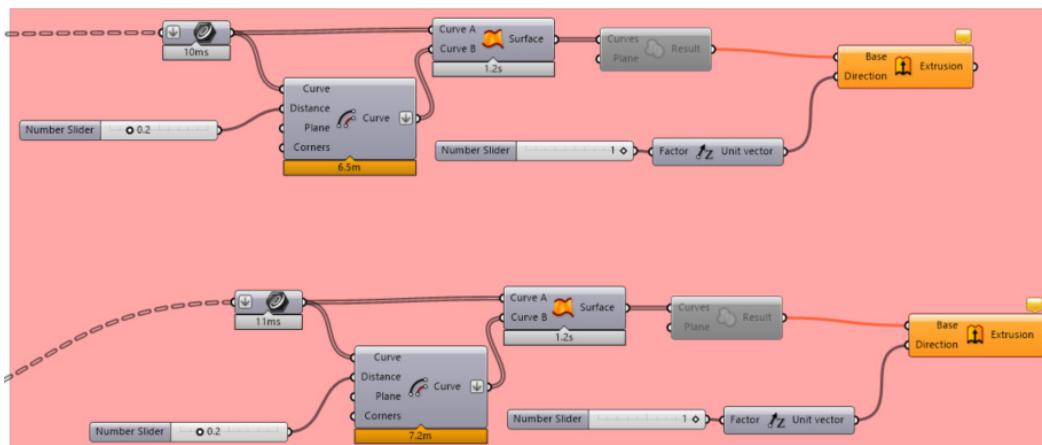 Curve A
Curve B
Surface
1.2s
10ms
Curves
Plane
Result
Base
Direction
Extrusion
Curve
Distance
Plane
Corners
Curve
6.5m
Number Slider
0.2
Number Slider
1
Factor
Unit vector
Curve A
Curve B
Surface
1.2s
11ms
Curves
Plane
Result
Base
Direction
Extrusion
Curve
Distance
Plane
Corners
Curve
7.2m
Number Slider
0.2
Number Slider
1
Factor
Unit vector